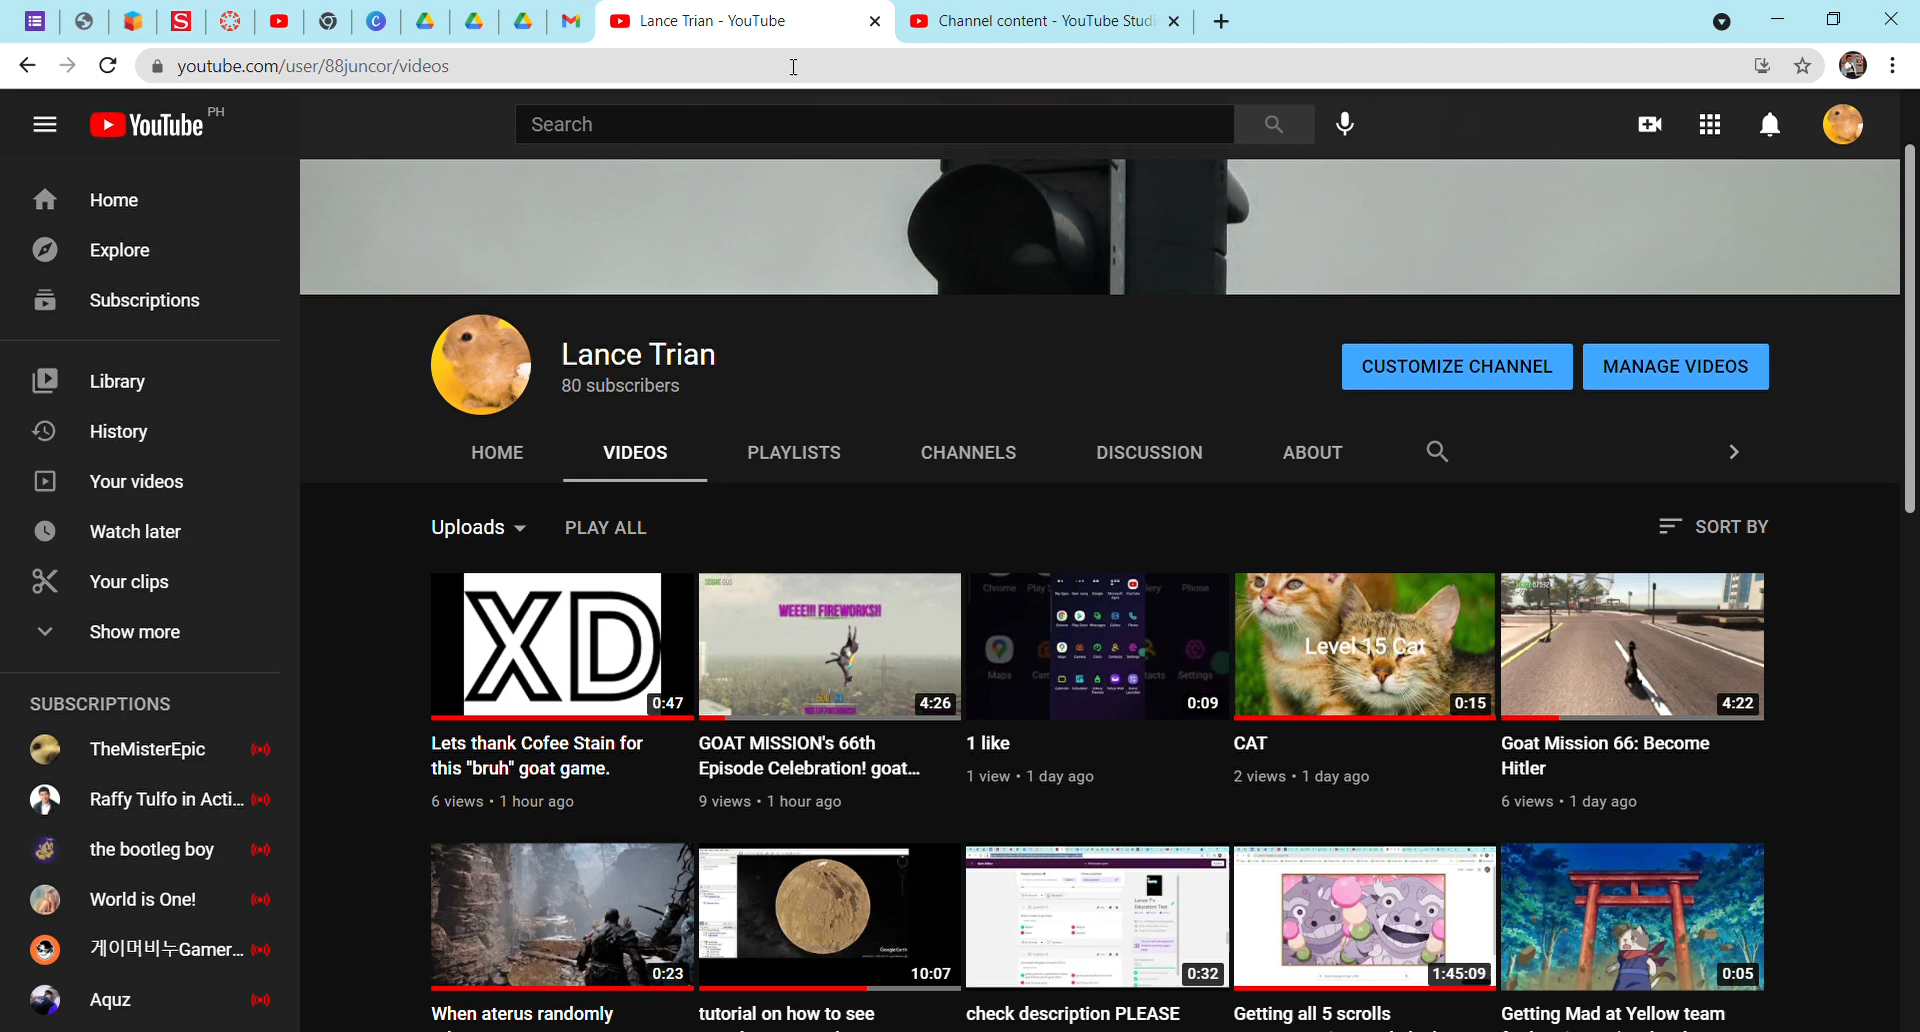 Lance Trian - YouTube
Channel content - YouTube Studi
youtube.com/user/88juncor/videos
YouTube PH
Search
Home
Explore
Subscriptions
Library
History
Your videos
Watch later
Your clips
Show more
SUBSCRIPTIONS
TheMisterEpic
Raffy Tulfo in Acti...
the bootleg boy
World is One!
게이머비누Gamer...
Aquz
Lance Trian
80 subscribers
CUSTOMIZE CHANNEL
MANAGE VIDEOS
HOME
VIDEOS
PLAYLISTS
CHANNELS
DISCUSSION
ABOUT
Uploads
PLAY ALL
SORT BY
XD
0:47
Lets thank Cofee Stain for
this "bruh" goat game.
6 views • 1 hour ago
WEEE!!! FIREWORKS!!
4:26
GOAT MISSION's 66th
Episode Celebration! goat...
9 views • 1 hour ago
Chrome
Phone
Maps
Settings
0:09
1 like
1 view • 1 day ago
Level 15 Cat
0:15
CAT
2 views • 1 day ago
4:22
Goat Mission 66: Become
Hitler
6 views • 1 day ago
0:23
When aterus randomly
Google Earth
10:07
tutorial on how to see
0:32
check description PLEASE
1:45:09
Getting all 5 scrolls
0:05
Getting Mad at Yellow team